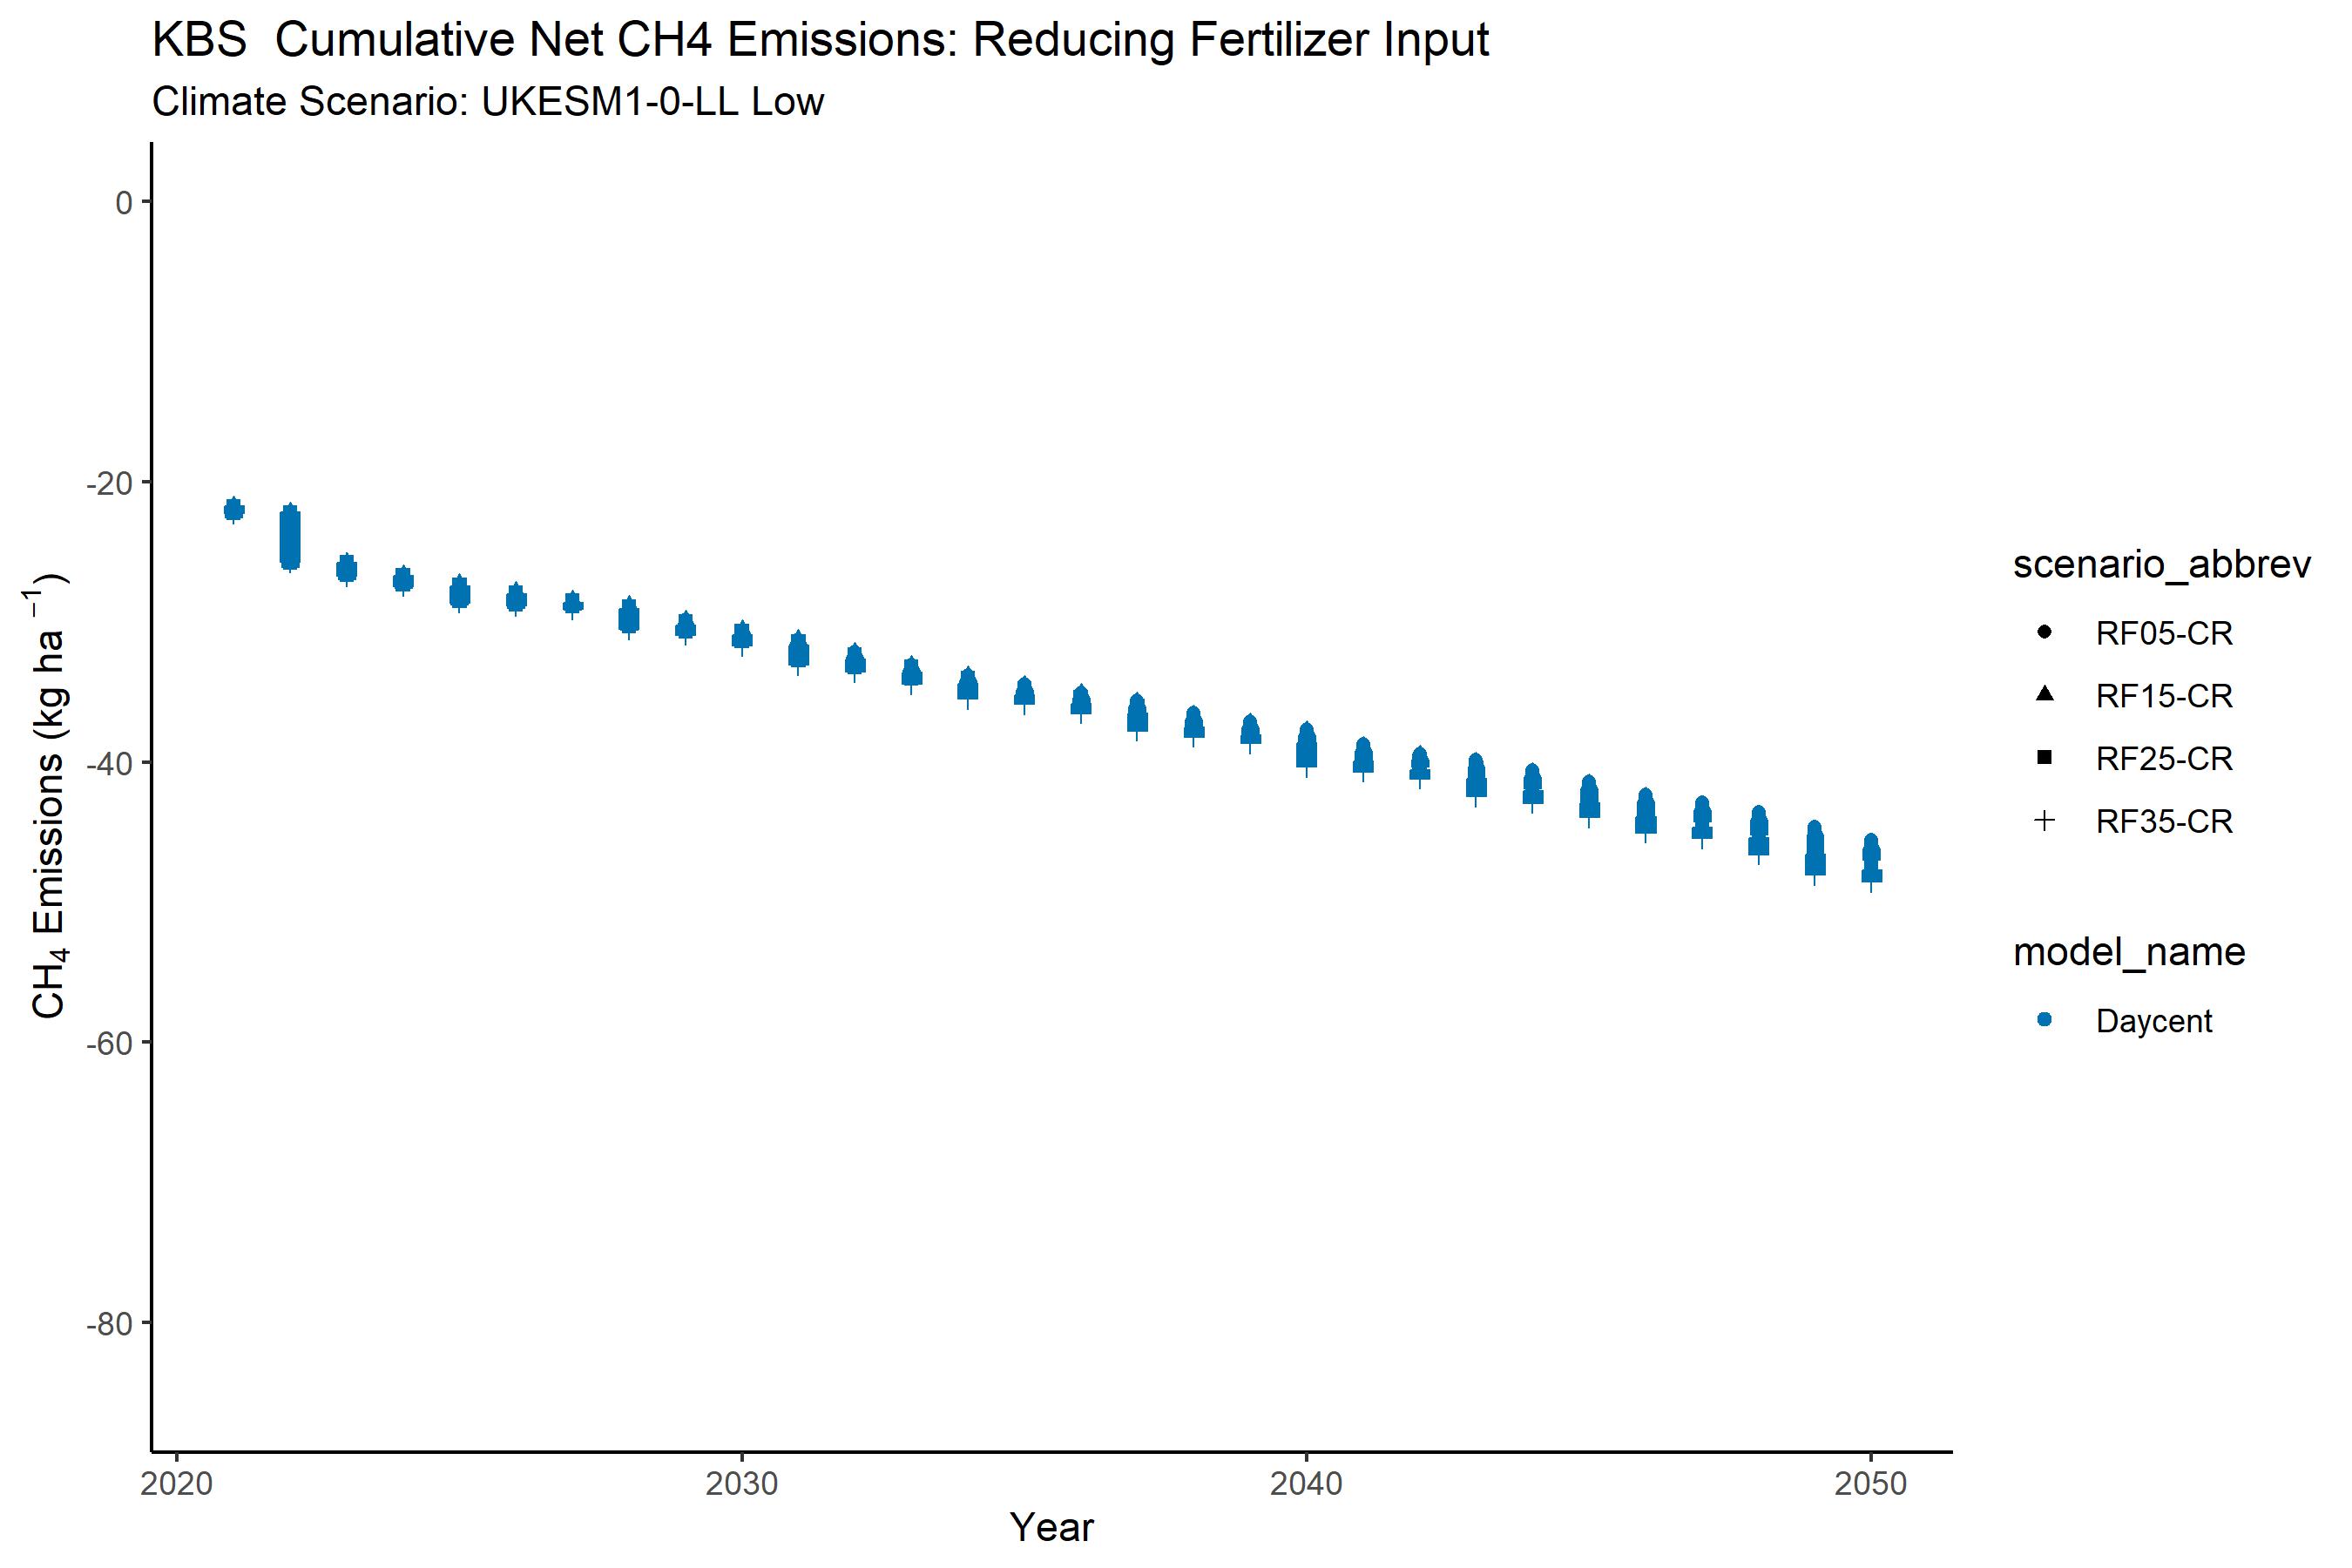 KBS  Cumulative Net CH4 Emissions: Reducing Fertilizer Input
Climate Scenario: UKESM1-0-LL Low
0
-20
-40
-60
-80
CH₄ Emissions (kg ha ⁻¹)
2020
2030
2040
2050
Year
scenario_abbrev
RF05-CR
RF15-CR
RF25-CR
RF35-CR
model_name
Daycent